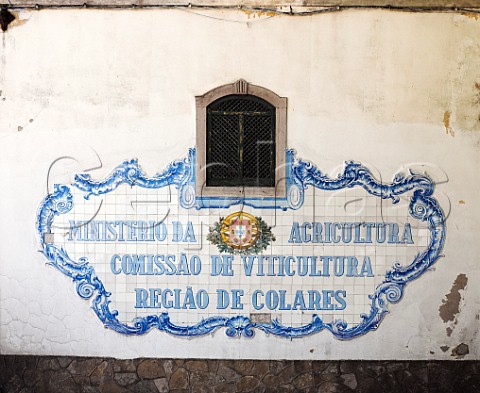 MINISTERIO DA AGRICULTURA
COMISSÃO DE VITICULTURA
REGIÃO DE COLARES